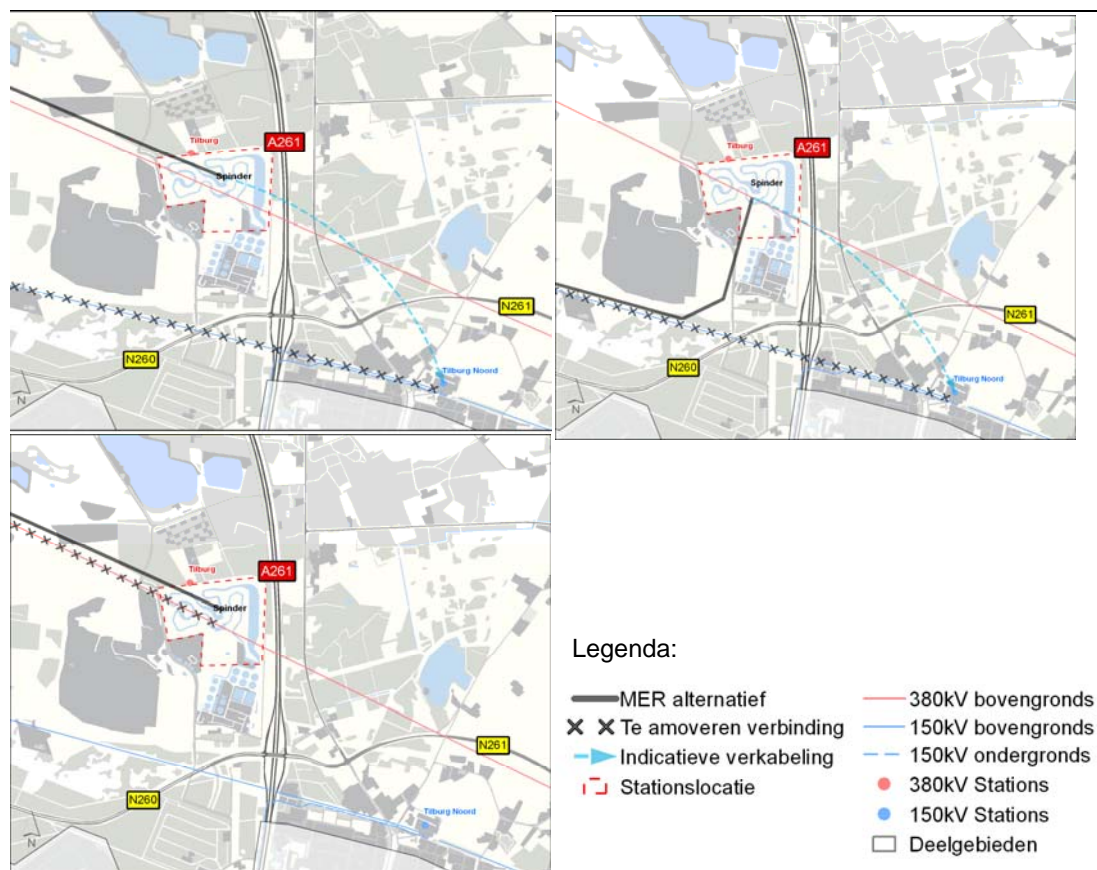 Tilburg
A261
Spinder
N261
N260
Tilburg Noord
N
Tilburg
A261
Spinder
N261
N260
Tilburg Noord
N
Tilburg
A261
Spinder
N261
N260
Tilburg Noord
N
Legenda:
MER alternatief
Te amoveren verbinding
Indicatieve verkabeling
Stationslocatie
380kV bovengronds
150kV bovengronds
150kV ondergronds
380kV Stations
150kV Stations
Deelgebieden